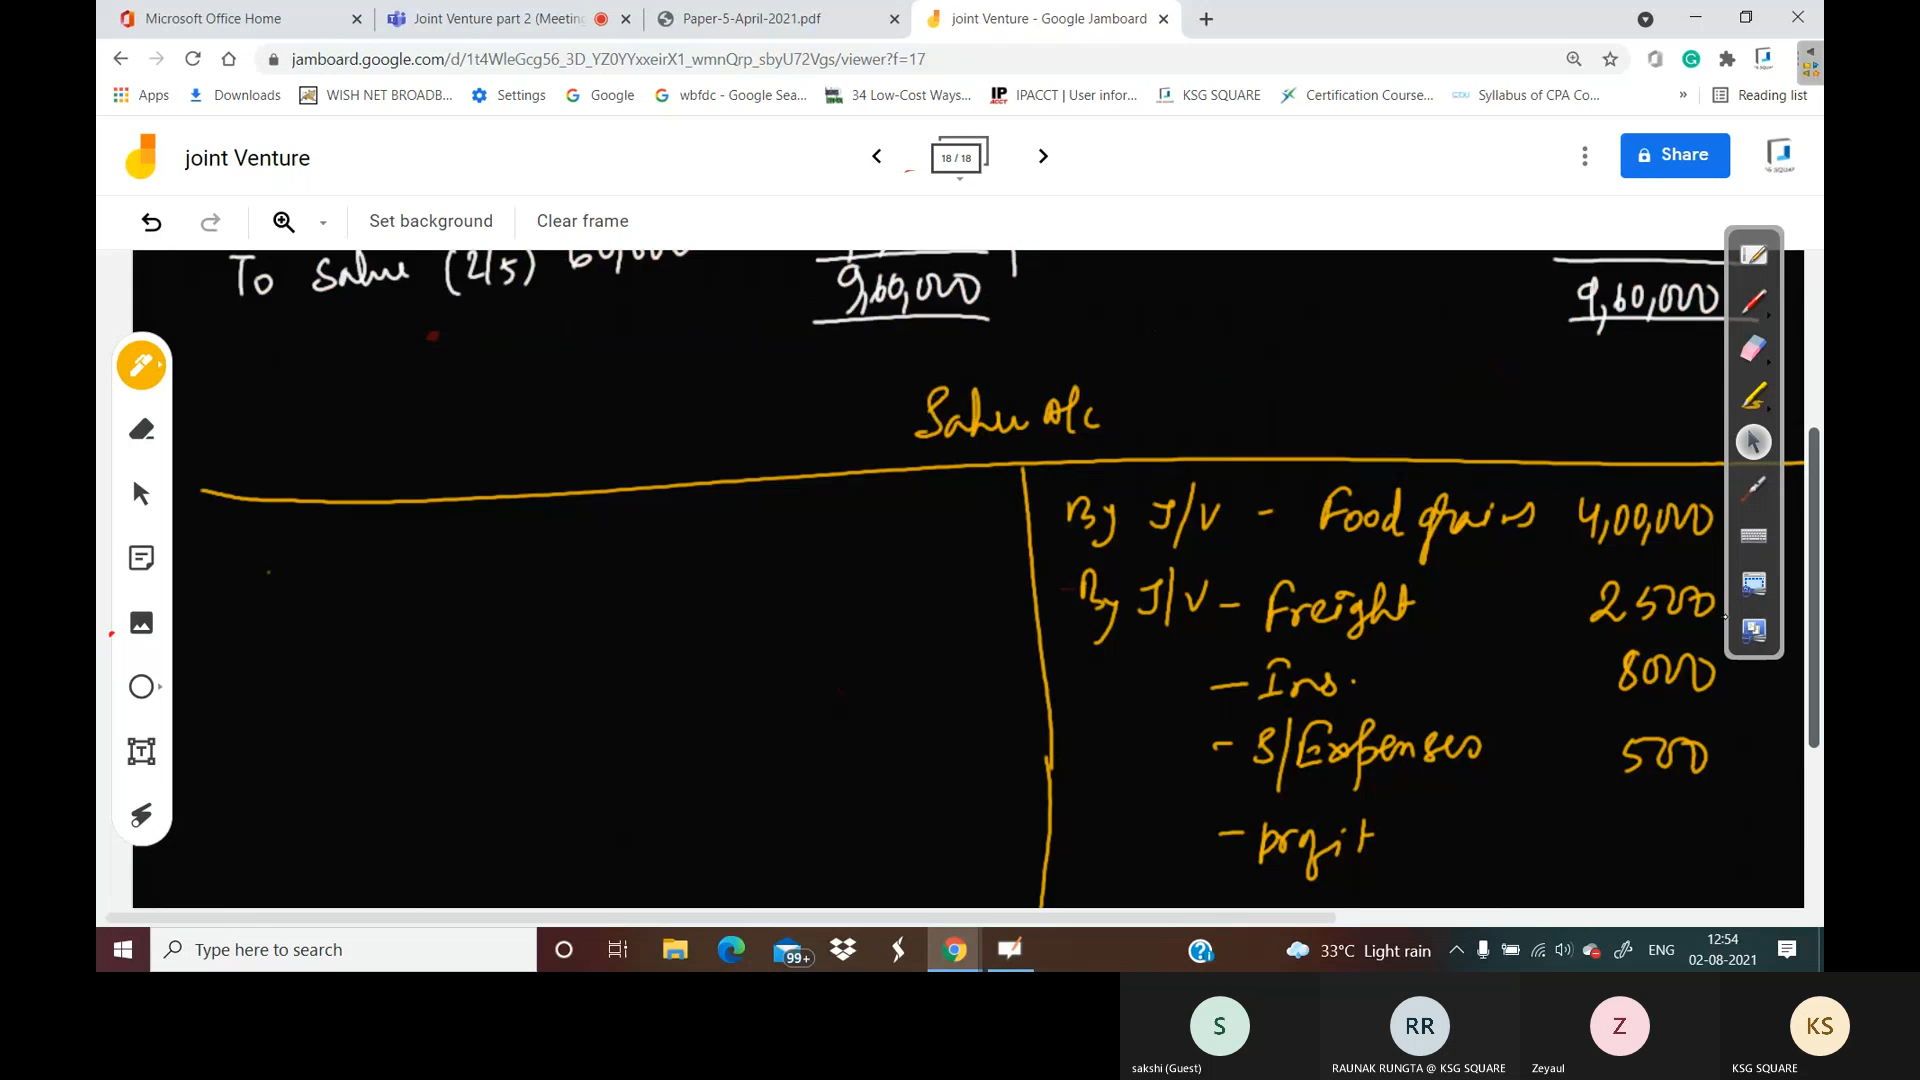 Microsoft Office Home
Joint Venture part 2 (Meetin
Paper-5-April-2021.pdf
joint Venture - Google Jamboard
jamboard.google.com/d/1t4WleGcg56_3D_YZ0YYxxeirX1_wmnQrp_sbyU72Vgs/viewer?f=17
Apps
Downloads
WISH NET BROADB...
Settings
Google
wbfdc - Google Sea...
34 Low-Cost Ways...
IPACCT | User infor...
KSG SQUARE
Certification Course...
Syllabus of CPA Co...
»
Reading list
joint Venture
18 / 18
Share
Set background
Clear frame
To Sahu (2/5) 60,000
9,60,000
9,60,000
Sahu A/c
By J/V - Food grains 4,00,000
By J/V - Freight 2500
- Ins. 8000
- S/Expenses 500
- profit
Type here to search
99+
33°C Light rain
ENG
12:54
02-08-2021
S
RR
Z
KS
sakshi (Guest)
RAUNAK RUNGTA @ KSG SQUARE
Zeyaul
KSG SQUARE